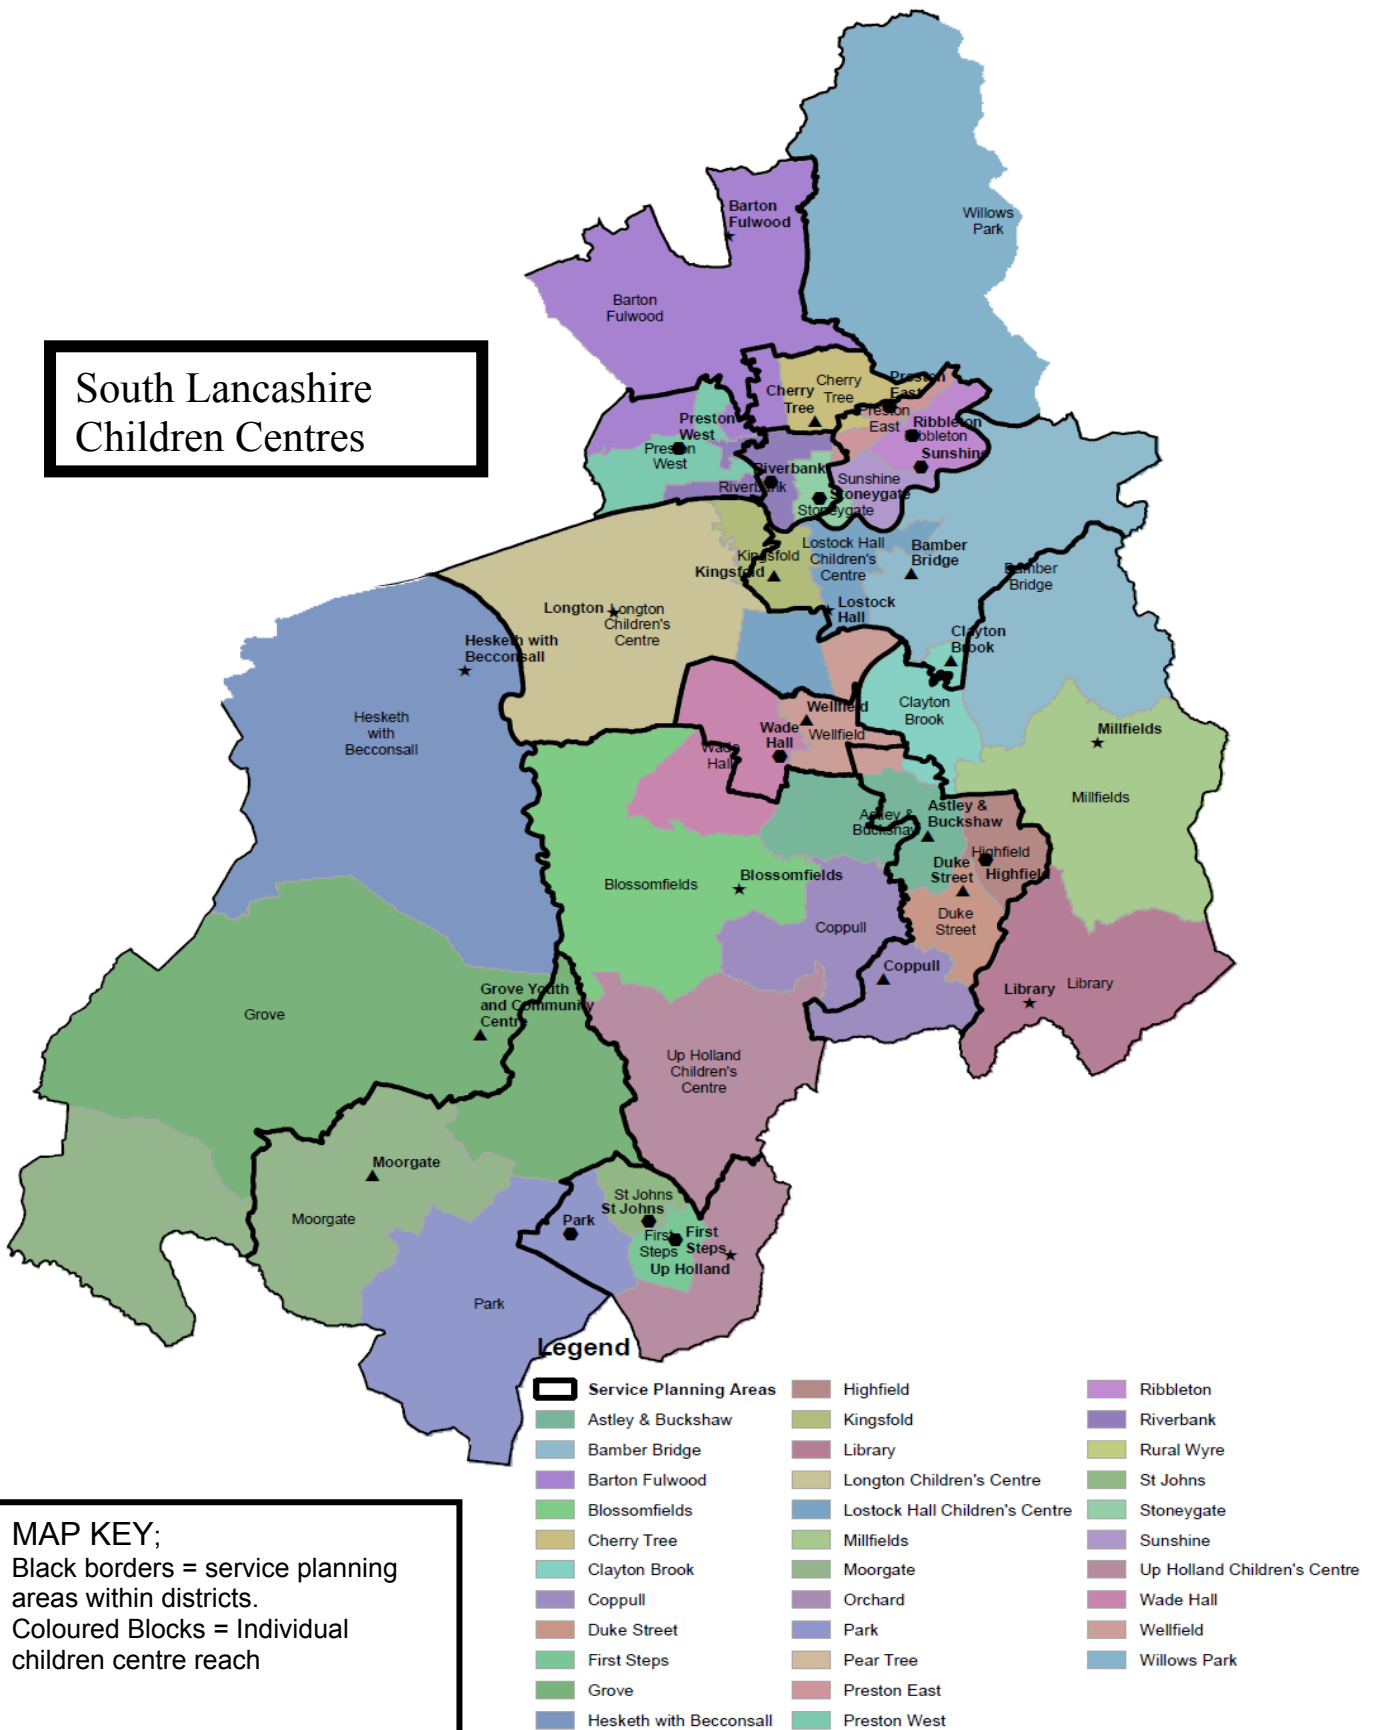 South Lancashire
Children Centres
Willows
Park
Barton
Fulwood
Barton
Fulwood
Cherry
Tree
Cherry
Tree
Preston
East
Preston
East
Ribbleton
Ribbleton
Sunshine
Sunshine
Preston
West
Preston
West
Riverbank
Riverbank
Stoneygate
Stoneygate
Kingsfold
Kingsfold
Lostock Hall
Children's
Centre
Bamber
Bridge
Bamber
Bridge
Lostock
Hall
Longton
Longton
Children's
Centre
Hesketh with
Becconsall
Clayton
Brook
Clayton
Brook
Hesketh
with
Becconsall
Wellfield
Wellfield
Wade
Hall
Wade
Hall
Millfields
Millfields
Astley &
Buckshaw
Astley &
Buckshaw
Highfield
Highfield
Duke
Street
Duke
Street
Blossomfields
Blossomfields
Coppull
Coppull
Library
Library
Grove Youth
and Community
Centre
Grove
Up Holland
Children's
Centre
Moorgate
Moorgate
St Johns
St Johns
Park
First
Steps
First
Steps
Up Holland
Park
Legend
Service Planning Areas
Astley & Buckshaw
Bamber Bridge
Barton Fulwood
Blossomfields
Cherry Tree
Clayton Brook
Coppull
Duke Street
First Steps
Grove
Hesketh with Becconsall
Highfield
Kingsfold
Library
Longton Children's Centre
Lostock Hall Children's Centre
Millfields
Moorgate
Orchard
Park
Pear Tree
Preston East
Preston West
Ribbleton
Riverbank
Rural Wyre
St Johns
Stoneygate
Sunshine
Up Holland Children's Centre
Wade Hall
Wellfield
Willows Park
MAP KEY;
Black borders = service planning
areas within districts.
Coloured Blocks = Individual
children centre reach